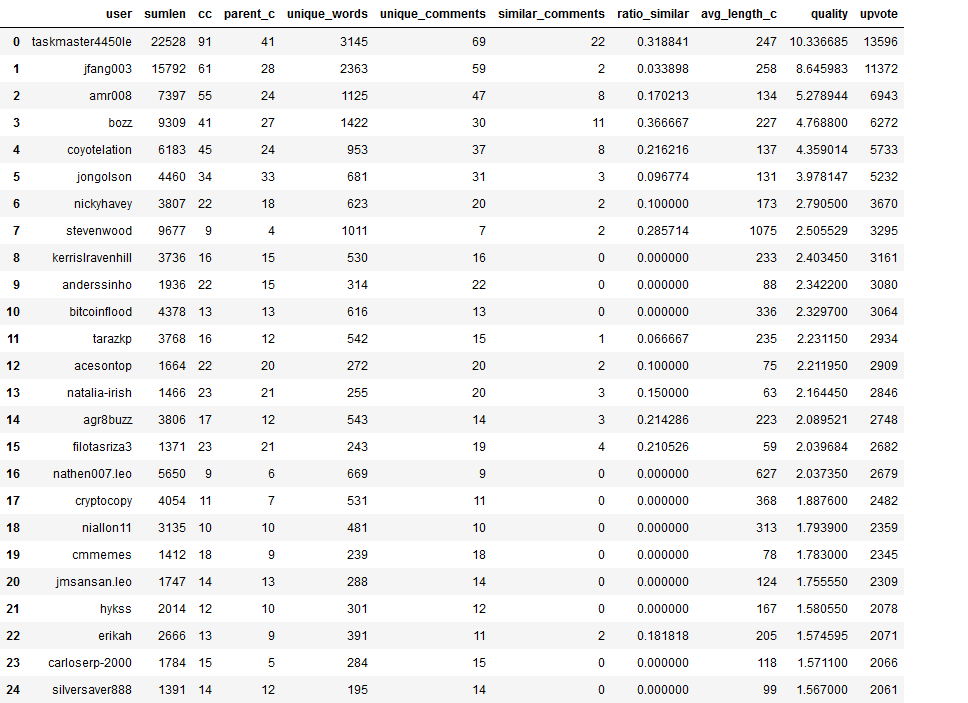 user sumlen cc parent_c unique_words unique_comments similar_comments ratio_similar avg_length_c quality upvote
0 taskmaster4450le 22528 91 41 3145 69 22 0.318841 247 10.336685 13596
1 jfang003 15792 61 28 2363 59 2 0.033898 258 8.645983 11372
2 amr008 7397 55 24 1125 47 8 0.170213 134 5.278944 6943
3 bozz 9309 41 27 1422 30 11 0.366667 227 4.768800 6272
4 coyotelation 6183 45 24 953 37 8 0.216216 137 4.359014 5733
5 jongolson 4460 34 33 681 31 3 0.096774 131 3.978147 5232
6 nickyhavey 3807 22 18 623 20 2 0.100000 173 2.790500 3670
7 stevenwood 9677 9 4 1011 7 2 0.285714 1075 2.505529 3295
8 kerrislravenhill 3736 16 15 530 16 0 0.000000 233 2.403450 3161
9 anderssinho 1936 22 15 314 22 0 0.000000 88 2.342200 3080
10 bitcoinflood 4378 13 13 616 13 0 0.000000 336 2.329700 3064
11 tarazkp 3768 16 12 542 15 1 0.066667 235 2.231150 2934
12 acesontop 1664 22 20 272 20 2 0.100000 75 2.211950 2909
13 natalia-irish 1466 23 21 255 20 3 0.150000 63 2.164450 2846
14 agr8buzz 3806 17 12 543 14 3 0.214286 223 2.089521 2748
15 filotasriza3 1371 23 21 243 19 4 0.210526 59 2.039684 2682
16 nathen007.leo 5650 9 6 669 9 0 0.000000 627 2.037350 2679
17 cryptocopy 4054 11 7 531 11 0 0.000000 368 1.887600 2482
18 niallon11 3135 10 10 481 10 0 0.000000 313 1.793900 2359
19 cmmemes 1412 18 9 239 18 0 0.000000 78 1.783000 2345
20 jmsansan.leo 1747 14 13 288 14 0 0.000000 124 1.755550 2309
21 hykss 2014 12 10 301 12 0 0.000000 167 1.580550 2078
22 erikah 2666 13 9 391 11 2 0.181818 205 1.574595 2071
23 carloserp-2000 1784 15 5 284 15 0 0.000000 118 1.571100 2066
24 silversaver888 1391 14 12 195 14 0 0.000000 99 1.567000 2061